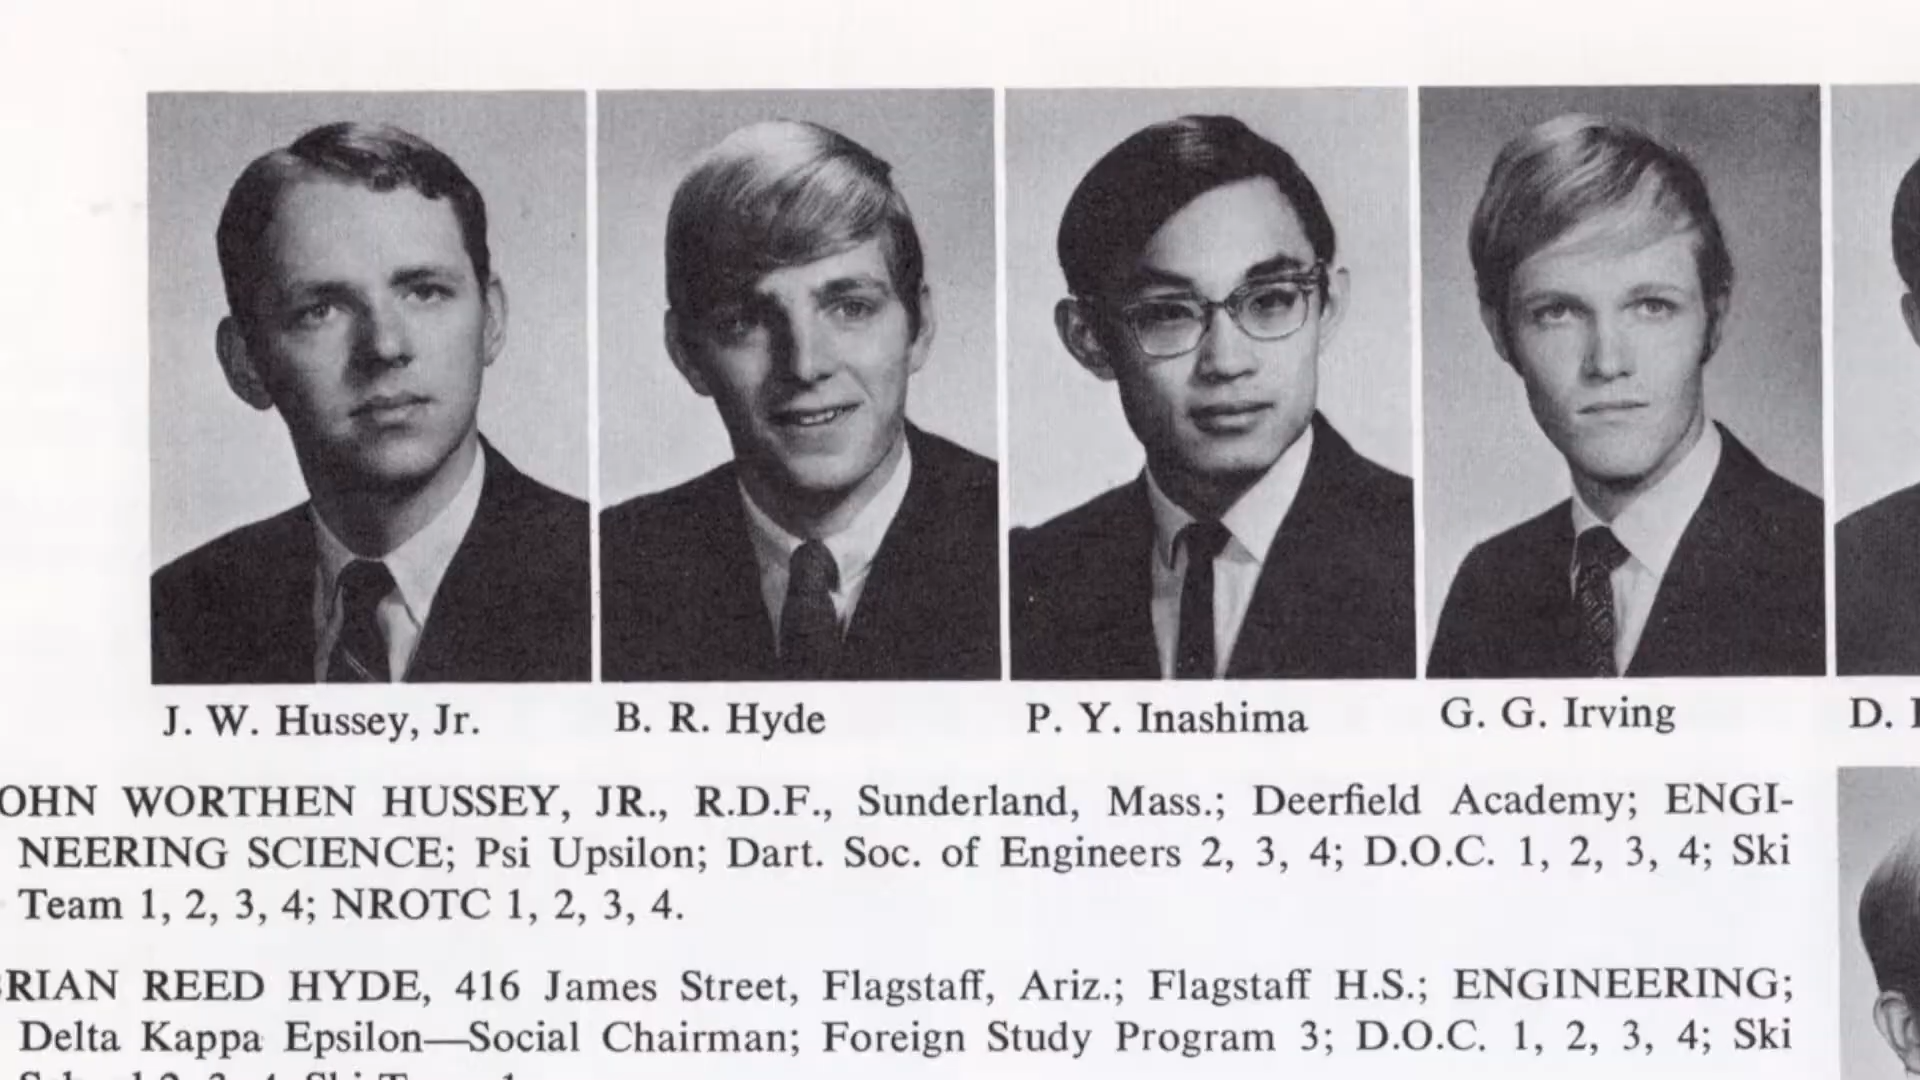 J. W. Hussey, Jr.
B. R. Hyde
P. Y. Inashima
G. G. Irving
D.
OHN WORTHEN HUSSEY, JR., R.D.F., Sunderland, Mass.; Deerfield Academy; ENGI-
NEERING SCIENCE; Psi Upsilon; Dart. Soc. of Engineers 2, 3, 4; D.O.C. 1, 2, 3, 4; Ski
Team 1, 2, 3, 4; NROTC 1, 2, 3, 4.
RIAN REED HYDE, 416 James Street, Flagstaff, Ariz.; Flagstaff H.S.; ENGINEERING;
Delta Kappa Epsilon—Social Chairman; Foreign Study Program 3; D.O.C. 1, 2, 3, 4; Ski